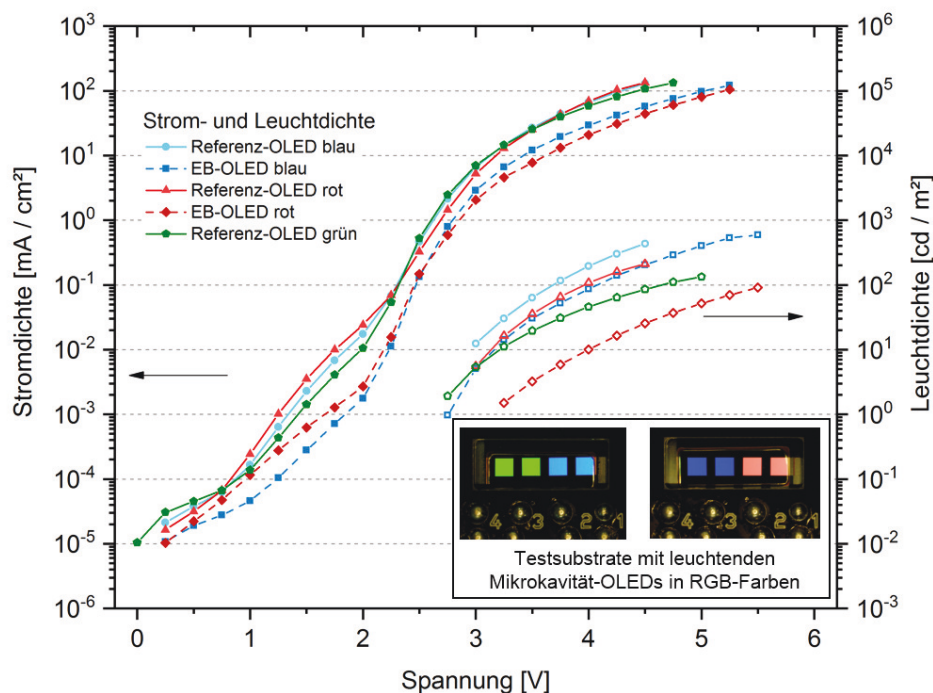 Stromdichte [mA / cm²]
10³
10²
10¹
10⁰
10⁻¹
10⁻²
10⁻³
10⁻⁴
10⁻⁵
10⁻⁶
Strom- und Leuchtdichte
Referenz-OLED blau
EB-OLED blau
Referenz-OLED rot
EB-OLED rot
Referenz-OLED grün
4 3 2 1
4 3 2 1
Testsubstrate mit leuchtenden
Mikrokavität-OLEDs in RGB-Farben
10⁶
10⁵
10⁴
10³
10²
10¹
10⁰
10⁻¹
10⁻²
10⁻³
Leuchtdichte [cd / m²]
0 1 2 3 4 5 6
Spannung [V]